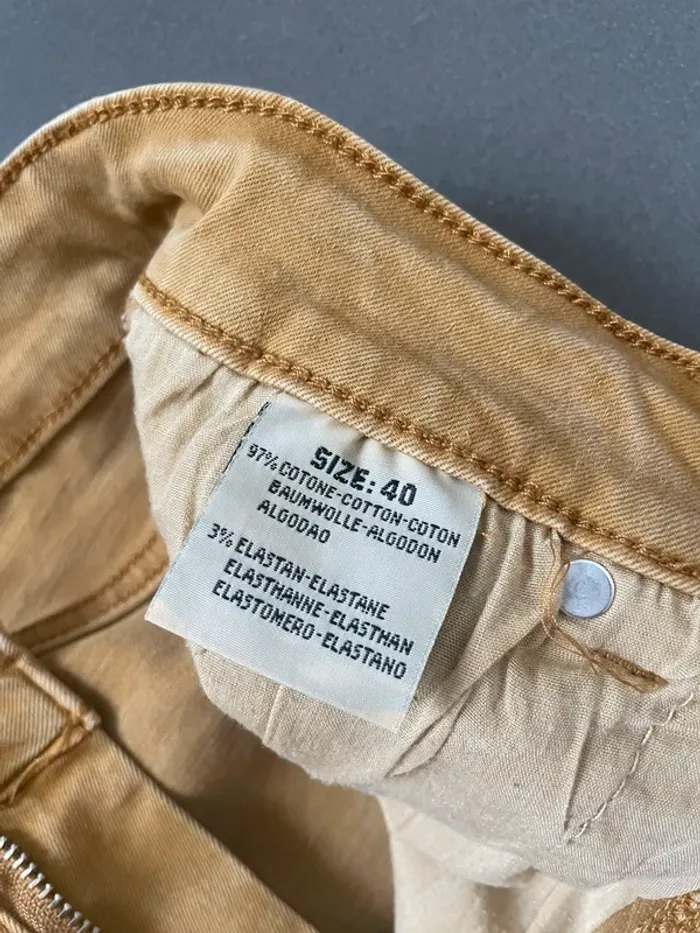 SIZE: 40
97% COTONE-COTTON-COTON
BAUMWOLLE-ALGODON
ALGODAO
3% ELASTAN-ELASTANE
ELASTHANNE-ELASTHAN
ELASTOMERO-ELASTANO